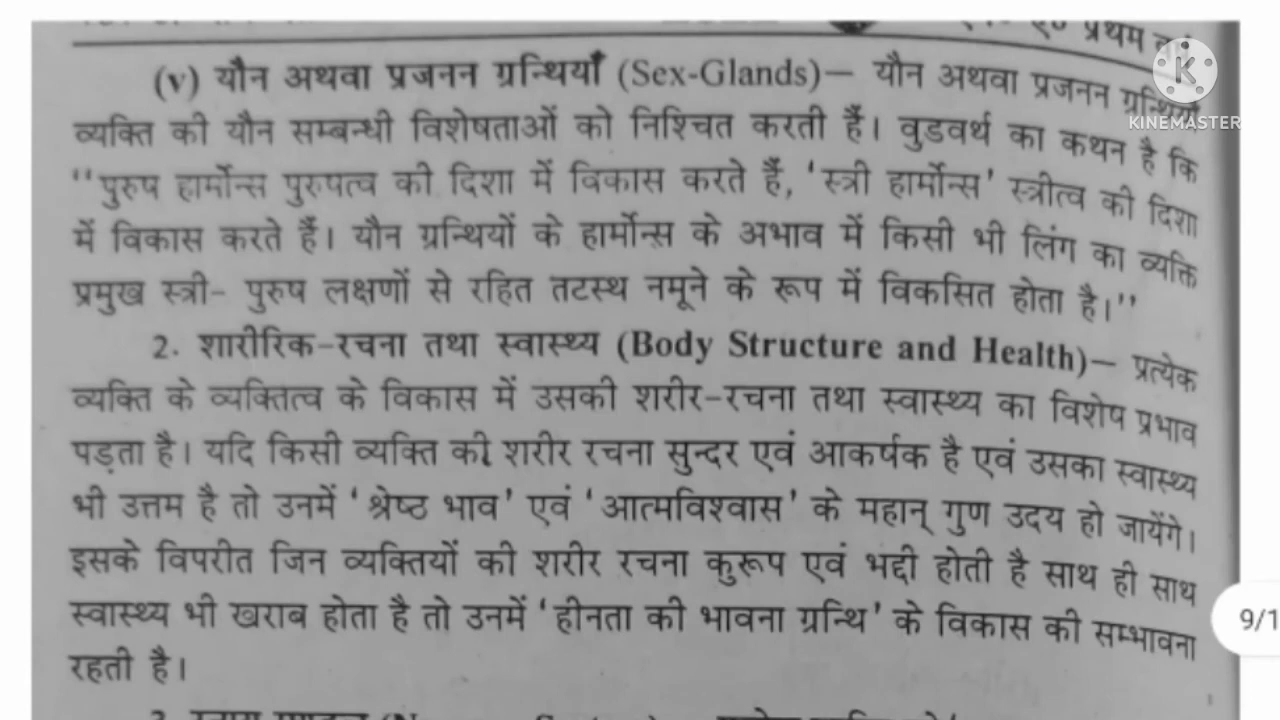 प्रथम
(v) यौन अथवा प्रजनन ग्रन्थियाँ (Sex-Glands)— यौन अथवा प्रजनन ग्रन्थियाँ
KINEMASTER
व्यक्ति की यौन सम्बन्धी विशेषताओं को निश्चित करती हैं। वुडवर्थ का कथन है कि
‘‘पुरुष हार्मोन्स पुरुषत्व की दिशा में विकास करते हैं, ‘स्त्री हार्मोन्स’ स्त्रीत्व की दिशा
में विकास करते हैं। यौन ग्रन्थियों के हार्मोन्स के अभाव में किसी भी लिंग का व्यक्ति
प्रमुख स्त्री- पुरुष लक्षणों से रहित तटस्थ नमूने के रूप में विकसित होता है।’’
2. शारीरिक-रचना तथा स्वास्थ्य (Body Structure and Health)— प्रत्येक
व्यक्ति के व्यक्तित्व के विकास में उसकी शरीर-रचना तथा स्वास्थ्य का विशेष प्रभाव
पड़ता है। यदि किसी व्यक्ति की शरीर रचना सुन्दर एवं आकर्षक है एवं उसका स्वास्थ्य
भी उत्तम है तो उनमें ‘श्रेष्ठ भाव’ एवं ‘आत्मविश्वास’ के महान् गुण उदय हो जायेंगे।
इसके विपरीत जिन व्यक्तियों की शरीर रचना कुरूप एवं भद्दी होती है साथ ही साथ
स्वास्थ्य भी खराब होता है तो उनमें ‘हीनता की भावना ग्रन्थि’ के विकास की सम्भावना
9/1
रहती है।